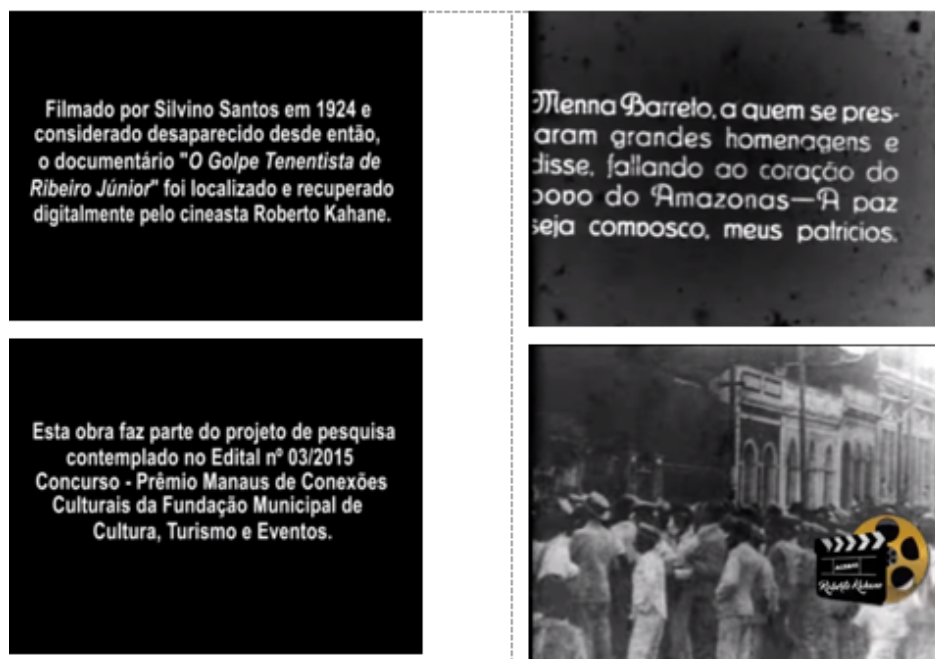 Filmado por Silvino Santos em 1924 e
considerado desaparecido desde então,
o documentário "O Golpe Tenentista de
Ribeiro Júnior" foi localizado e recuperado
digitalmente pelo cineasta Roberto Kahane.
Esta obra faz parte do projeto de pesquisa
contemplado no Edital nº 03/2015
Concurso - Prêmio Manaus de Conexões
Culturais da Fundação Municipal de
Cultura, Turismo e Eventos.
Menna Barreto, a quem se pres-
aram grandes homenagens e
disse, fallando ao coração do
povo do Amazonas—A paz
seja comvosco, meus patricios.
Roberto Kahane